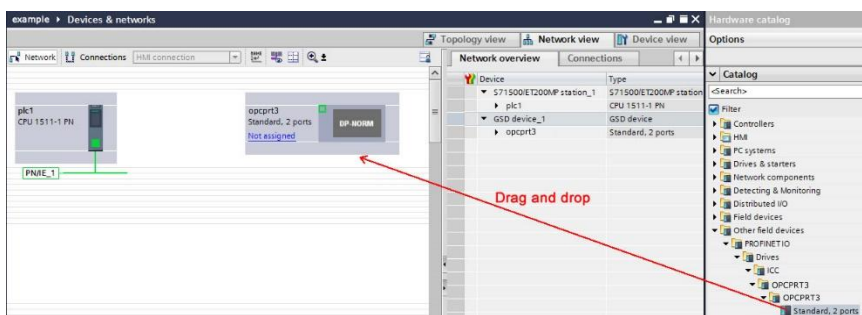 example ▸ Devices & networks
Topology view
Network view
Device view
Network
Connections
HMI connection
plc1
CPU 1511-1 PN
PN/IE_1
opcprt3
Standard, 2 ports
Not assigned
DP-NORM
Network overview
Connections
Device
Type
S71500/ET200MP station_1
S71500/ET200MP station
plc1
CPU 1511-1 PN
GSD device_1
GSD device
opcprt3
Standard, 2 ports
Drag and drop
Hardware catalog
Options
Catalog
<Search>
Filter
Controllers
HMI
PC systems
Drives & starters
Network components
Detecting & Monitoring
Distributed I/O
Field devices
Other field devices
PROFINET IO
Drives
ICC
OPCPRT3
OPCPRT3
Standard, 2 ports